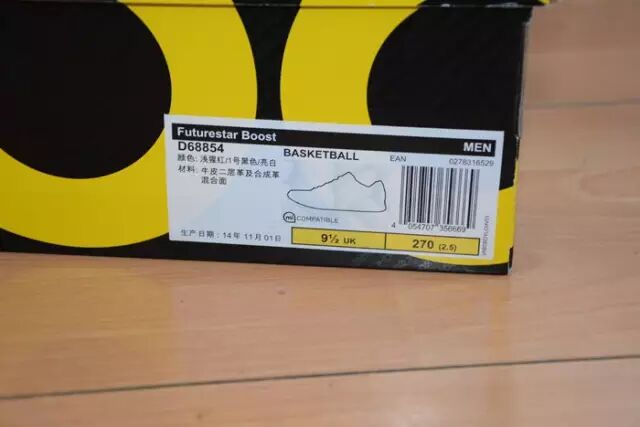 Futurestar Boost
MEN
D68854
BASKETBALL
EAN
0278316529
颜色: 浅猩红/1号黑色/亮白
材料: 牛皮二层革及合成革
混合面
mi COMPATIBLE
4 054707 356669
生产日期: 14年 11月 01日
9½ UK
270 (2.5)